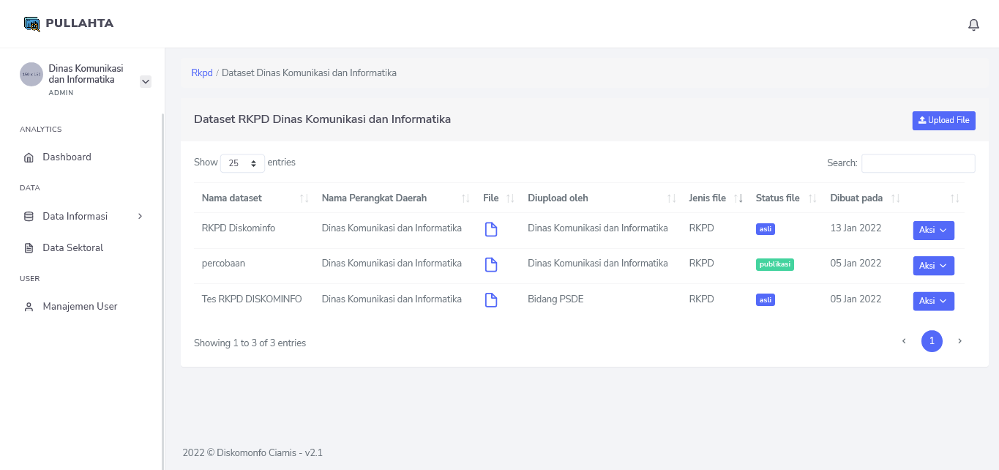 PULLAHTA
Dinas Komunikasi
dan Informatika
ADMIN
ANALYTICS
Dashboard
DATA
Data Informasi
Data Sektoral
USER
Manajemen User
Rkpd / Dataset Dinas Komunikasi dan Informatika
Dataset RKPD Dinas Komunikasi dan Informatika
Upload File
Show 25 entries
Search:
Nama dataset Nama Perangkat Daerah File Diupload oleh Jenis file Status file Dibuat pada
RKPD Diskominfo Dinas Komunikasi dan Informatika Dinas Komunikasi dan Informatika RKPD asli 13 Jan 2022 Aksi
percobaan Dinas Komunikasi dan Informatika Dinas Komunikasi dan Informatika RKPD publikasi 05 Jan 2022 Aksi
Tes RKPD DISKOMINFO Dinas Komunikasi dan Informatika Bidang PSDE RKPD asli 05 Jan 2022 Aksi
Showing 1 to 3 of 3 entries
1
2022 © Diskomonfo Ciamis - v2.1